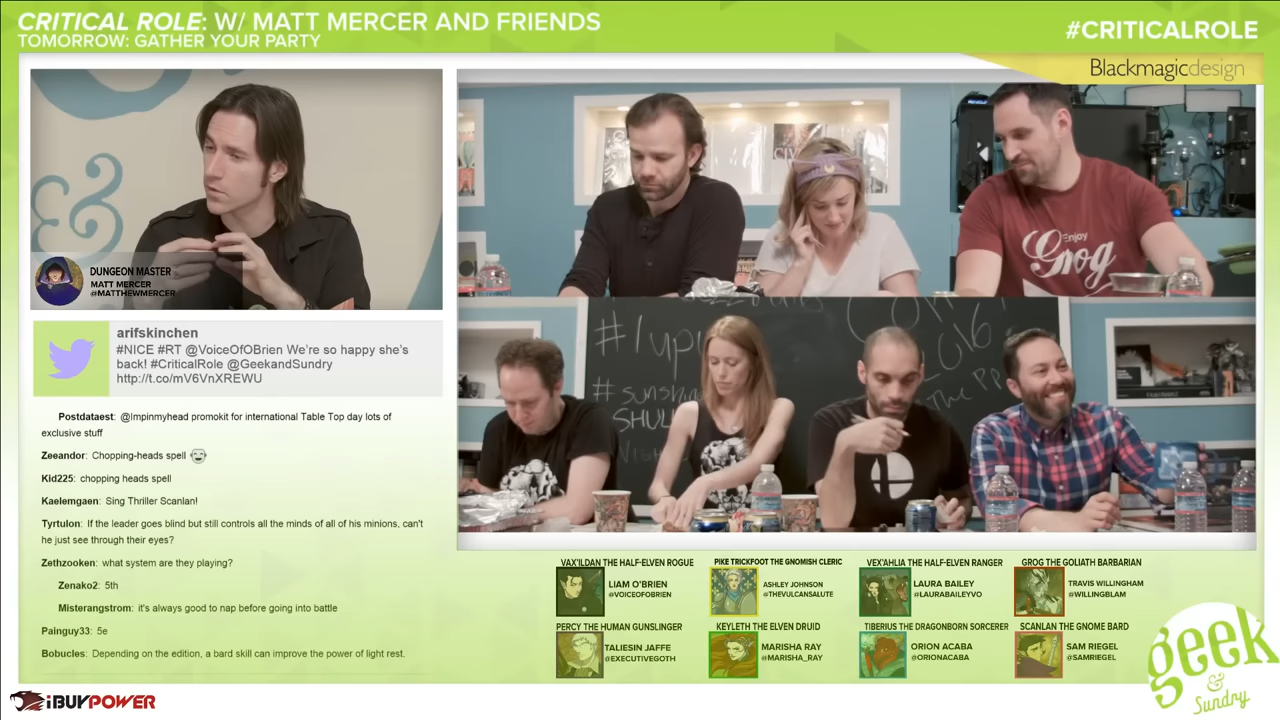 CRITICAL ROLE: W/ MATT MERCER AND FRIENDS
TOMORROW: GATHER YOUR PARTY
#CRITICALROLE
Blackmagicdesign
&
DUNGEON MASTER
MATT MERCER
@MATTHEWMERCER
Enjoy
Grog
arifskinchen
#NICE #RT @VoiceOfOBrien We're so happy she's
back! #CriticalRole @GeekandSundry
http://t.co/mV6VnXREWU
Postdataest: @Impinmyhead promokit for international Table Top day lots of
exclusive stuff
Zeeandor: Chopping-heads spell
Kid225: chopping heads spell
Kaelemgaen: Sing Thriller Scanlan!
Tyrtulon: If the leader goes blind but still controls all the minds of all of his minions, can't
he just see through their eyes?
Zethzooken: what system are they playing?
Zenako2: 5th
Misterangstrom: it's always good to nap before going into battle
Painguy33: 5e
Bobucles: Depending on the edition, a bard skill can improve the power of light rest.
VAX'ILDAN THE HALF-ELVEN ROGUE
LIAM O'BRIEN
@VOICEOFOBRIEN
PIKE TRICKFOOT THE GNOMISH CLERIC
ASHLEY JOHNSON
@THEVULCANSALUTE
VEX'AHLIA THE HALF-ELVEN RANGER
LAURA BAILEY
@LAURABAILEYVO
GROG THE GOLIATH BARBARIAN
TRAVIS WILLINGHAM
@WILLINGBLAM
PERCY THE HUMAN GUNSLINGER
TALIESIN JAFFE
@EXECUTIVEGOTH
KEYLETH THE ELVEN DRUID
MARISHA RAY
@MARISHA_RAY
TIBERIUS THE DRAGONBORN SORCERER
ORION ACABA
@ORIONACABA
SCANLAN THE GNOME BARD
SAM RIEGEL
@SAMRIEGEL
geek
&
Sundry
iBUYPOWER